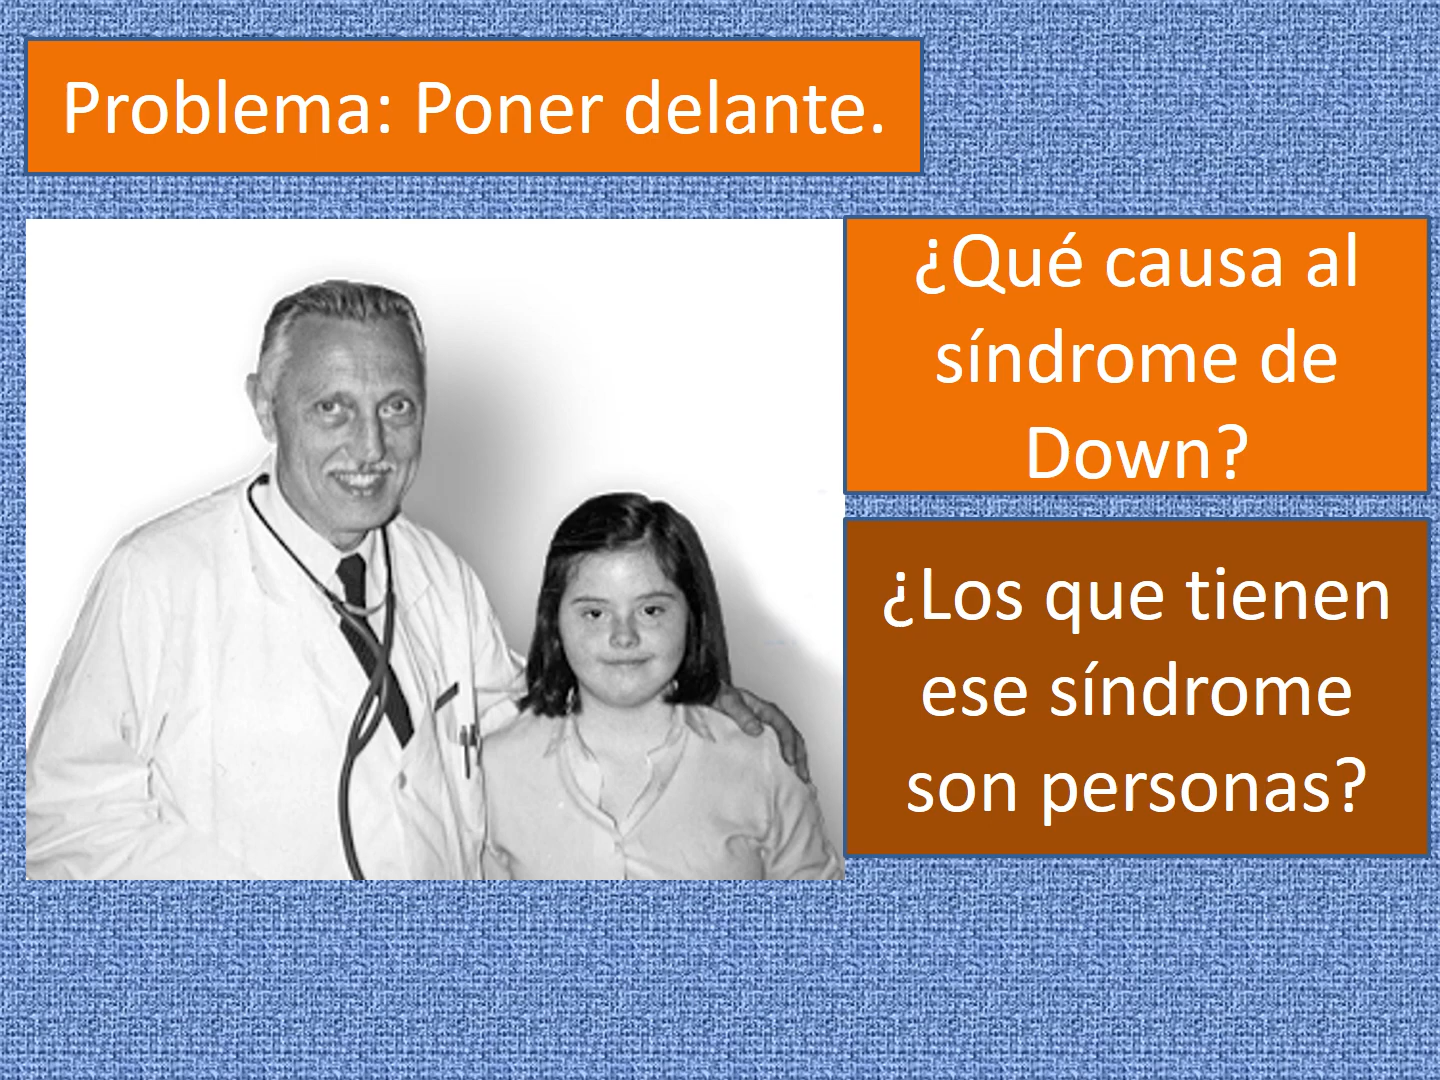 Problema: Poner delante.
¿Qué causa al
síndrome de
Down?
¿Los que tienen
ese síndrome
son personas?